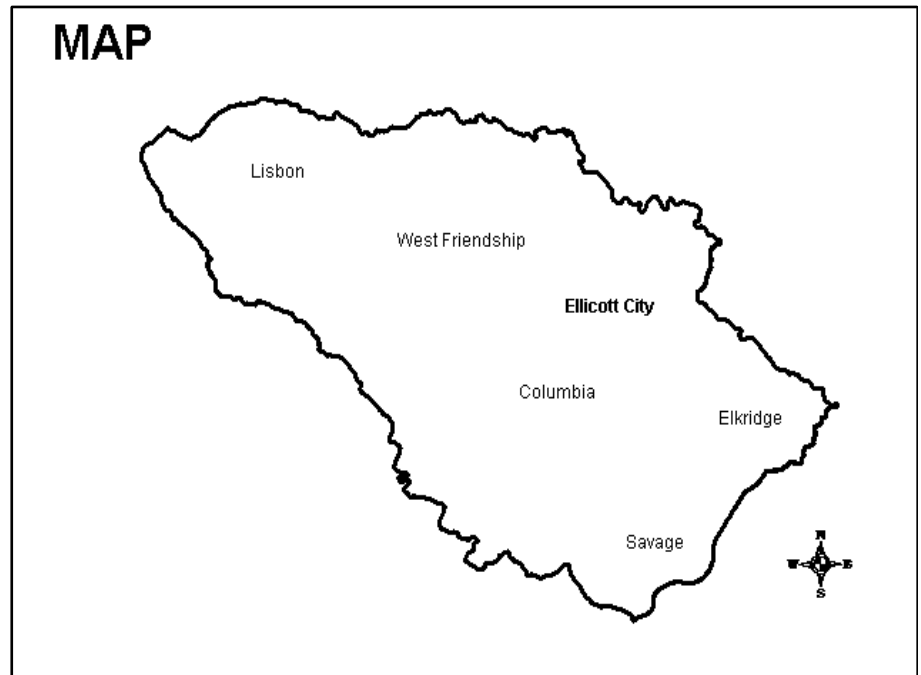 MAP
Lisbon
West Friendship
Ellicott City
Columbia
Elkridge
Savage
N
W E
S